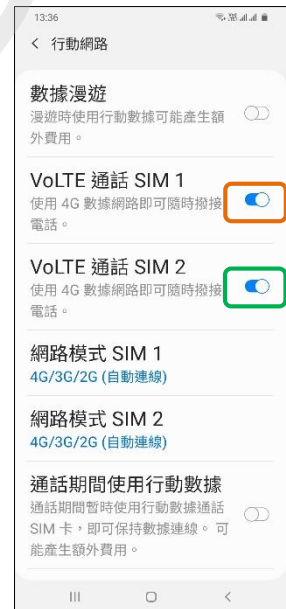 13:36
行動網路
數據漫遊
漫遊時使用行動數據可能產生額
外費用。
VoLTE 通話 SIM 1
使用 4G 數據網路即可隨時撥接
電話。
VoLTE 通話 SIM 2
使用 4G 數據網路即可隨時撥接
電話。
網路模式 SIM 1
4G/3G/2G (自動連線)
網路模式 SIM 2
4G/3G/2G (自動連線)
通話期間使用行動數據
通話期間暫時使用行動數據通話
SIM 卡，即可保持數據連線。 可
能產生額外費用。